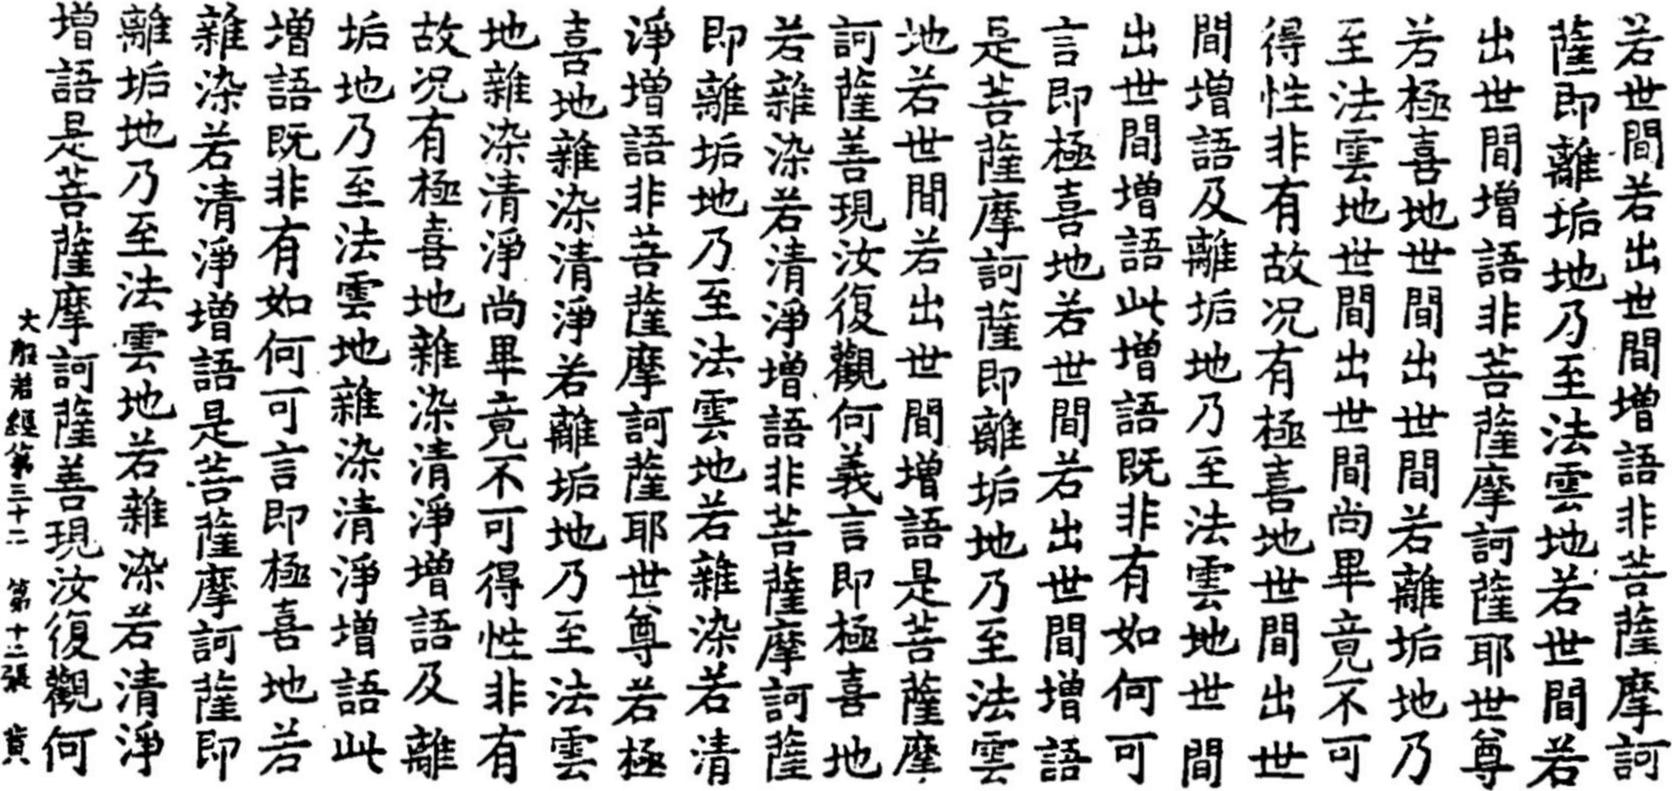 若世間若出世間增語非菩薩摩訶
薩即離垢地乃至法雲地若世間若
出世間增語非菩薩摩訶薩耶世尊
若極喜地世間出世間若離垢地乃
至法雲地世間出世間尚畢竟不可
得性非有故況有極喜地世間出世
間增語及離垢地乃至法雲地世間
出世間增語此增語既非有如何可
言即極喜地若世間若出世間增語
是菩薩摩訶薩即離垢地乃至法雲
地若世間若出世間增語是菩薩摩
訶薩善現汝復觀何義言即極喜地
若雜染若清淨增語非菩薩摩訶薩
即離垢地乃至法雲地若雜染若清
淨增語非菩薩摩訶薩耶世尊若極
喜地雜染清淨若離垢地乃至法雲
地雜染清淨尚畢竟不可得性非有
故況有極喜地雜染清淨增語及離
垢地乃至法雲地雜染清淨增語此
增語既非有如何可言即極喜地若
雜染若清淨增語是菩薩摩訶薩即
離垢地乃至法雲地若雜染若清淨
增語是菩薩摩訶薩善現汝復觀何
大般若經第三十二 第十二張